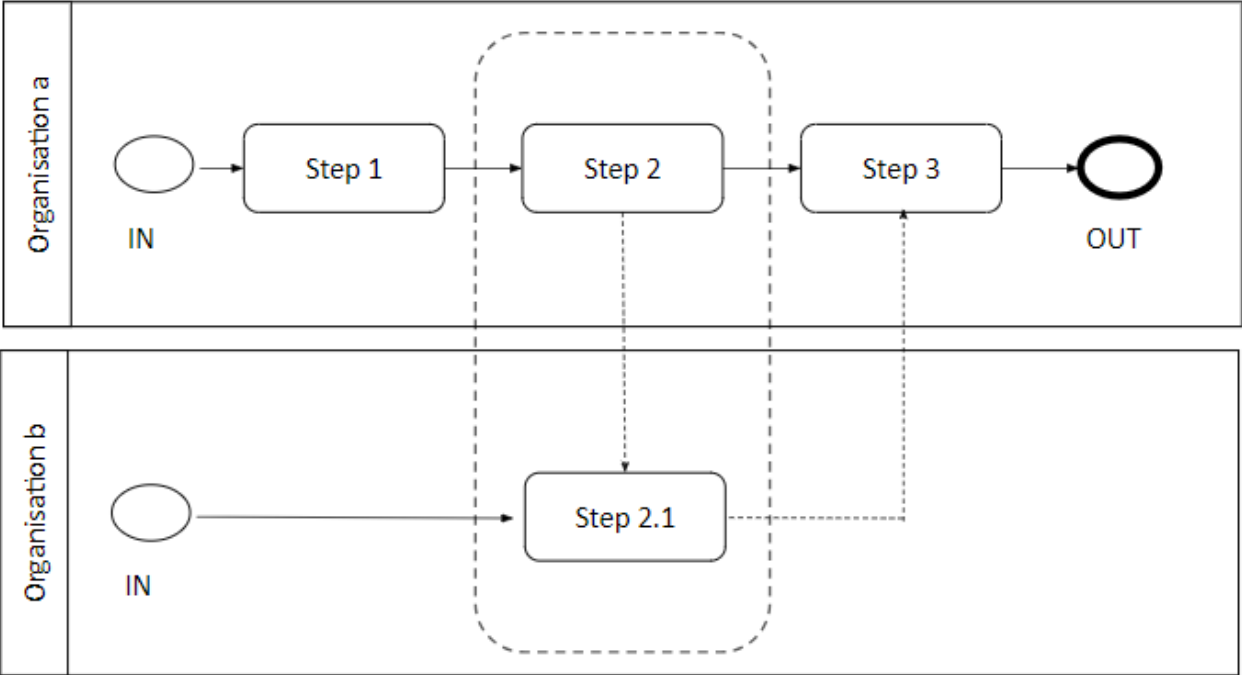 Organisation a
Step 1
Step 2
Step 3
IN
OUT
Organisation b
Step 2.1
IN